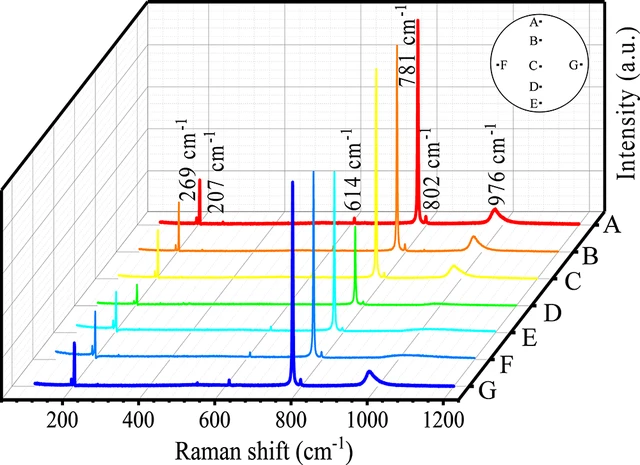 A
B
F
C
G
D
E
Intensity (a.u.)
269 cm-1
207 cm-1
614 cm-1
781 cm-1
802 cm-1
976 cm-1
A
B
C
D
E
F
G
200 400 600 800 1000 1200
Raman shift (cm-1)